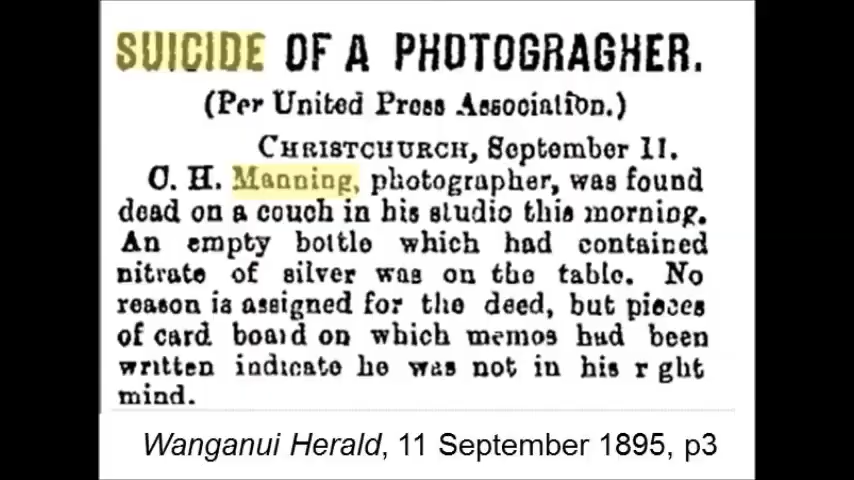 SUICIDE OF A PHOTOGRAGHER.
(Per United Press Association.)
CHRISTCHURCH, September 11.
C. H. Manning, photographer, was found
dead on a couch in his studio this morning.
An empty bottle which had contained
nitrate of silver was on the table. No
reason is assigned for the deed, but pieces
of card board on which memos had been
written indicate he was not in his r ght
mind.
Wanganui Herald, 11 September 1895, p3